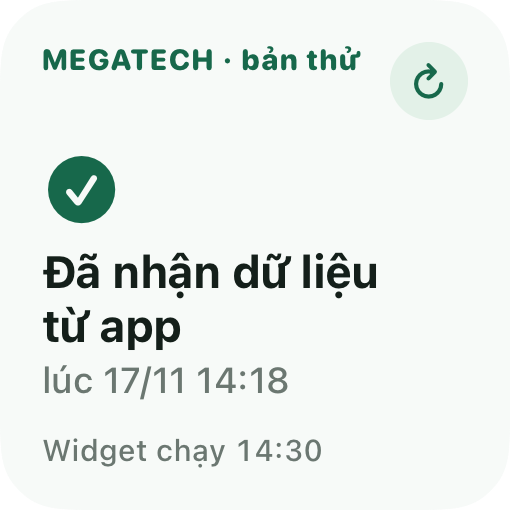 MEGATECH · bản thử
Đã nhận dữ liệu
từ app
lúc 17/11 14:18
Widget chạy 14:30